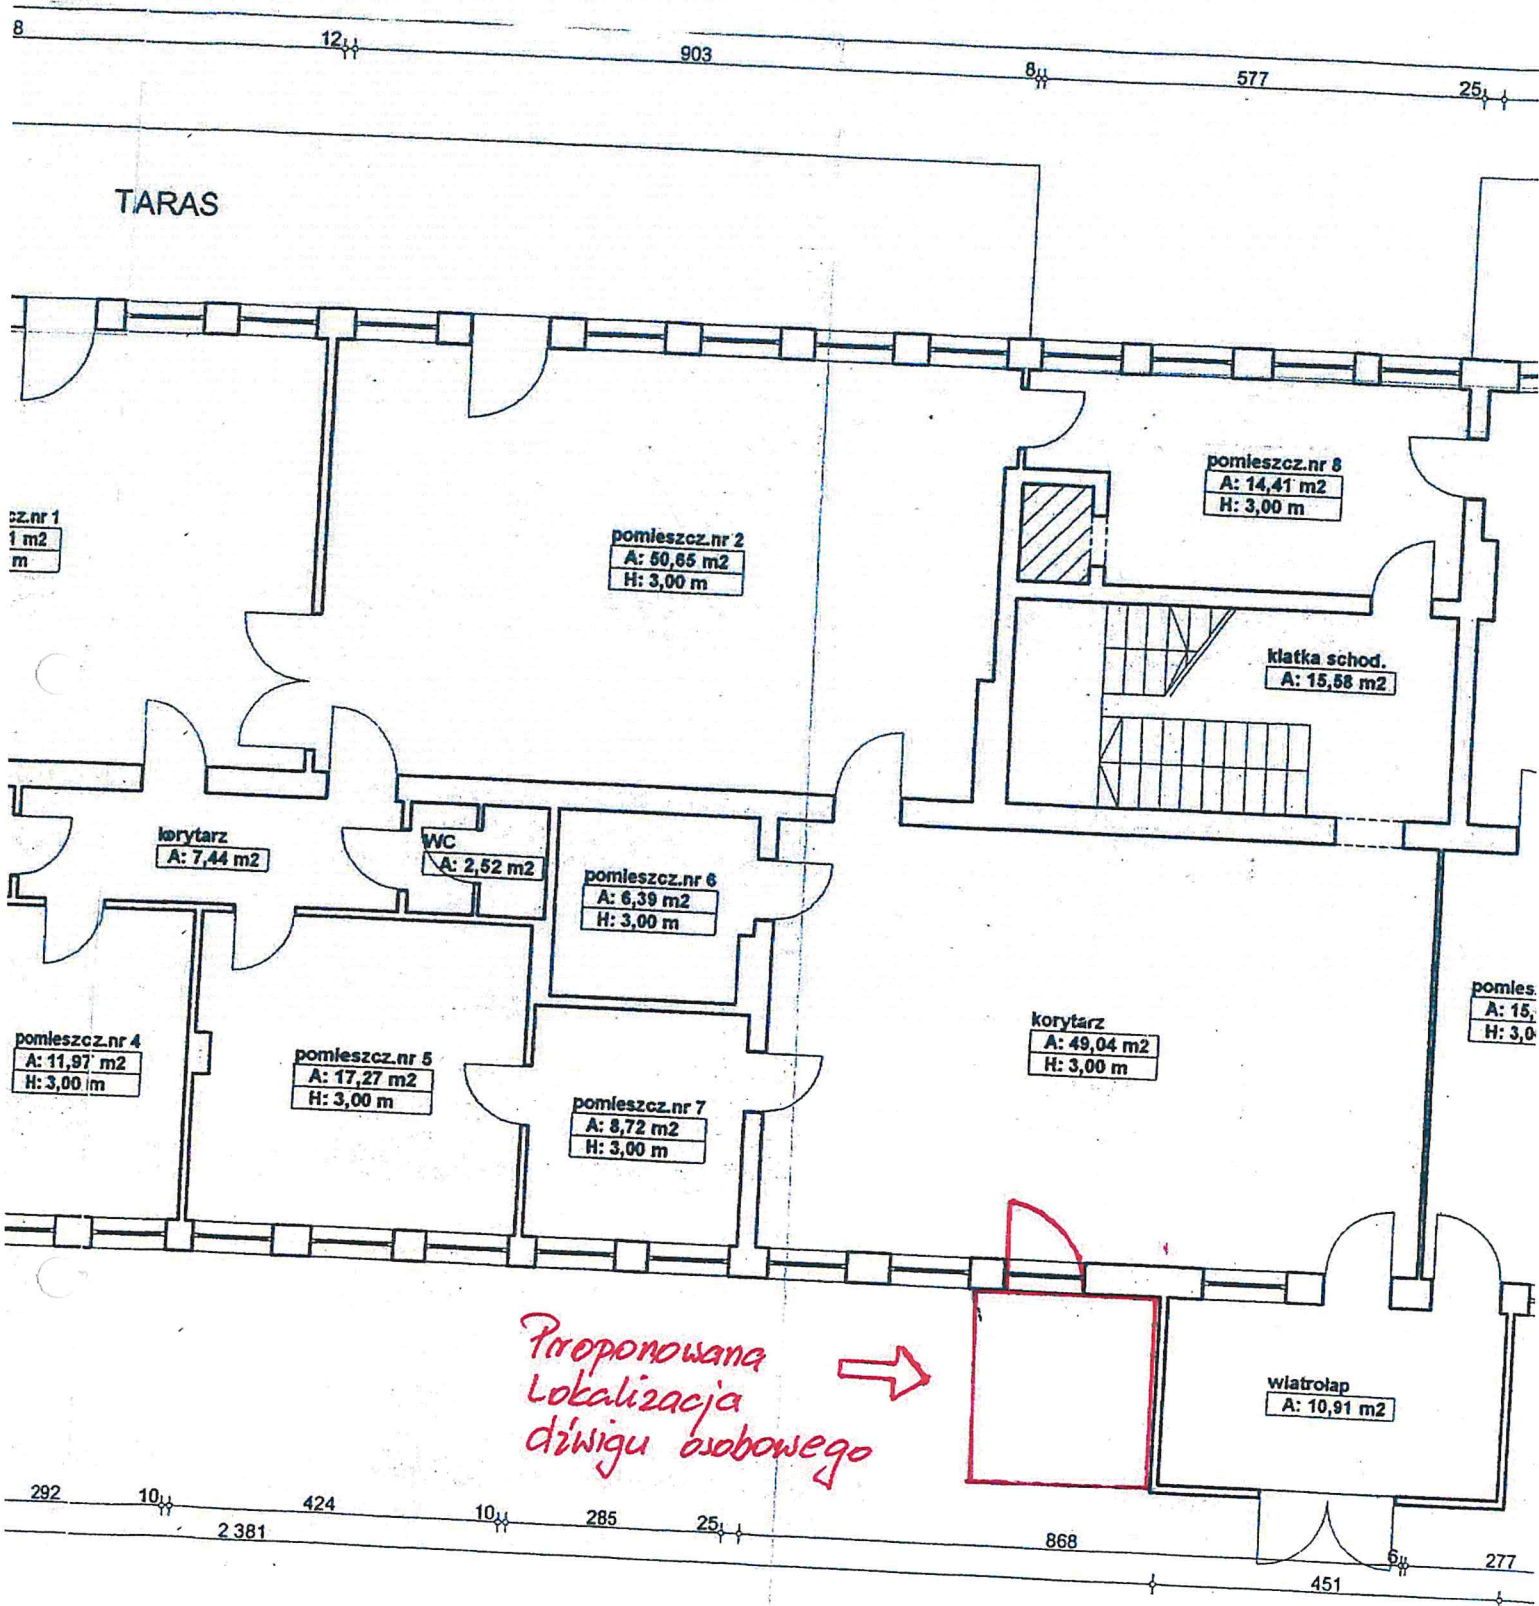 8
12
903
8
577
25
TARAS
cz.nr 1
1 m2
m
pomieszcz.nr 2
A: 50,65 m2
H: 3,00 m
pomieszcz.nr 8
A: 14,41 m2
H: 3,00 m
klatka schod.
A: 15,58 m2
korytarz
A: 7,44 m2
WC
A: 2,52 m2
pomieszcz.nr 6
A: 6,39 m2
H: 3,00 m
pomieszcz.nr 4
A: 11,97 m2
H: 3,00 m
pomieszcz.nr 5
A: 17,27 m2
H: 3,00 m
pomieszcz.nr 7
A: 8,72 m2
H: 3,00 m
korytarz
A: 49,04 m2
H: 3,00 m
pomies
A: 15,
H: 3,0
Proponowana
Lokalizacja
dźwigu osobowego
wiatrołap
A: 10,91 m2
292
10
424
10
285
25
868
6
277
2 381
451